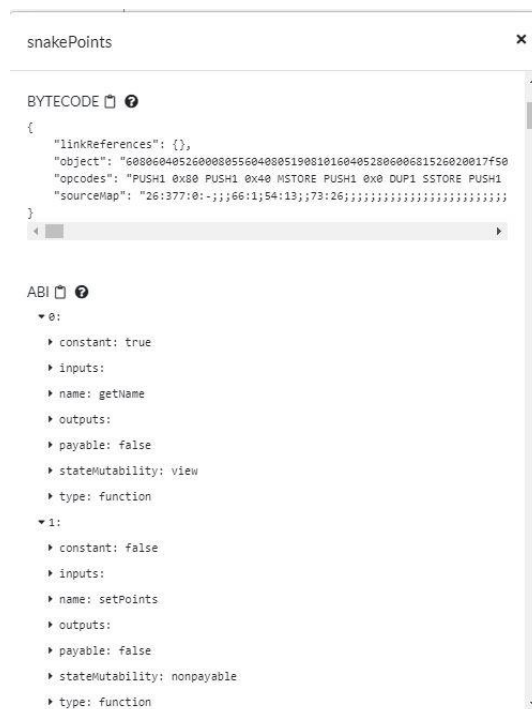 snakePoints
BYTECODE
{
"linkReferences": {},
"object": "6080604052600080556040805190810160405280600681526020017f50
"opcodes": "PUSH1 0x80 PUSH1 0x40 MSTORE PUSH1 0x0 DUP1 SSTORE PUSH1
"sourceMap": "26:377:0:-;;;66:1;54:13;;73:26;;;;;;;;;;;;;;;;;;;;;;;;;
}
ABI
0:
constant: true
inputs:
name: getName
outputs:
payable: false
stateMutability: view
type: function
1:
constant: false
inputs:
name: setPoints
outputs:
payable: false
stateMutability: nonpayable
type: function